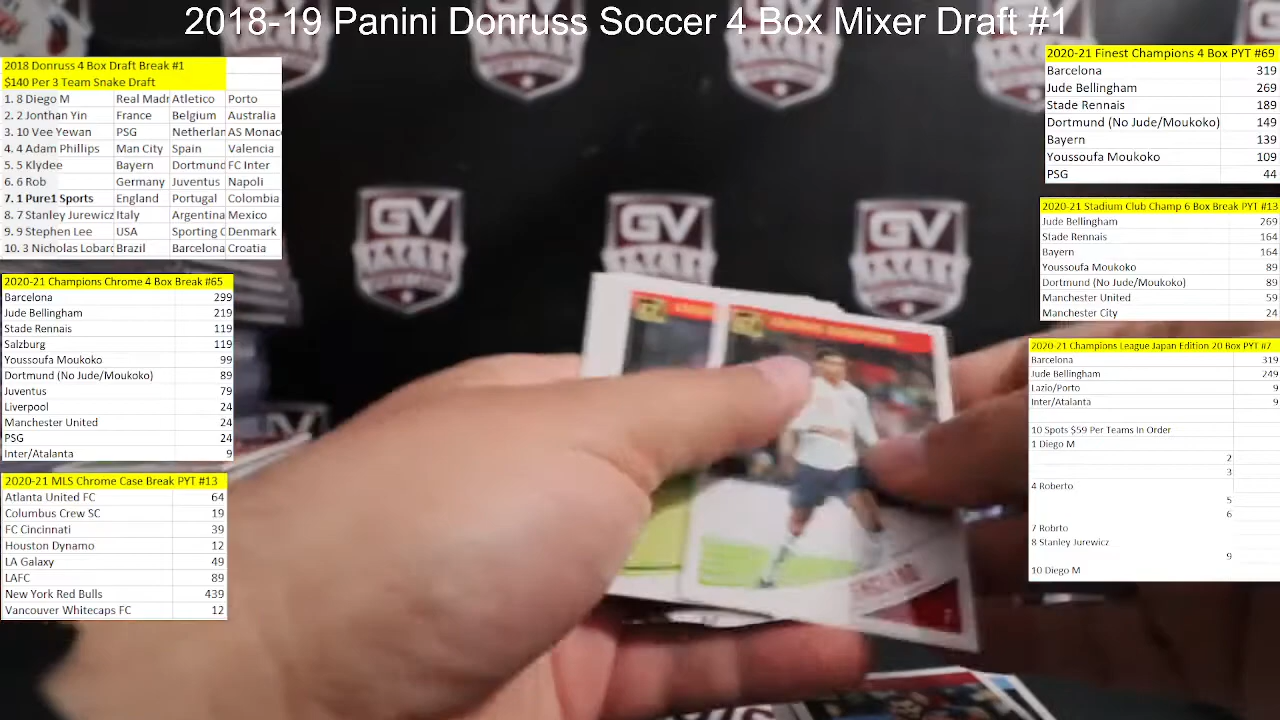 2018-19 Panini Donruss Soccer 4 Box Mixer Draft #1
2018 Donruss 4 Box Draft Break #1
$140 Per 3 Team Snake Draft
1. 8 Diego M Real Madr Atletico Porto
2. 2 Jonthan Yin France Belgium Australia
3. 10 Vee Yewan PSG Netherlan AS Monac
4. 4 Adam Phillips Man City Spain Valencia
5. 5 Klydee Bayern Dortmund FC Inter
6. 6 Rob Germany Juventus Napoli
7. 1 Pure1 Sports England Portugal Colombia
8. 7 Stanley Jurewicz Italy Argentina Mexico
9. 9 Stephen Lee USA Sporting C Denmark
10. 3 Nicholas Lobard Brazil Barcelona Croatia
2020-21 Champions Chrome 4 Box Break #65
Barcelona 299
Jude Bellingham 219
Stade Rennais 119
Salzburg 119
Youssoufa Moukoko 99
Dortmund (No Jude/Moukoko) 89
Juventus 79
Liverpool 24
Manchester United 24
PSG 24
Inter/Atalanta 9
2020-21 MLS Chrome Case Break PYT #13
Atlanta United FC 64
Columbus Crew SC 19
FC Cincinnati 39
Houston Dynamo 12
LA Galaxy 49
LAFC 89
New York Red Bulls 439
Vancouver Whitecaps FC 12
2020-21 Finest Champions 4 Box PYT #69
Barcelona 319
Jude Bellingham 269
Stade Rennais 189
Dortmund (No Jude/Moukoko) 149
Bayern 139
Youssoufa Moukoko 109
PSG 44
2020-21 Stadium Club Champ 6 Box Break PYT #13
Jude Bellingham 269
Stade Rennais 164
Bayern 164
Youssoufa Moukoko 89
Dortmund (No Jude/Moukoko) 89
Manchester United 59
Manchester City 24
2020-21 Champions League Japan Edition 20 Box PYT #7
Barcelona 319
Jude Bellingham 249
Lazio/Porto 9
Inter/Atalanta 9
10 Spots $59 Per Teams In Order
1 Diego M
2
3
4 Roberto
5
6
7 Robrto
8 Stanley Jurewicz
9
10 Diego M
GV
GV
GV
ENGLAND